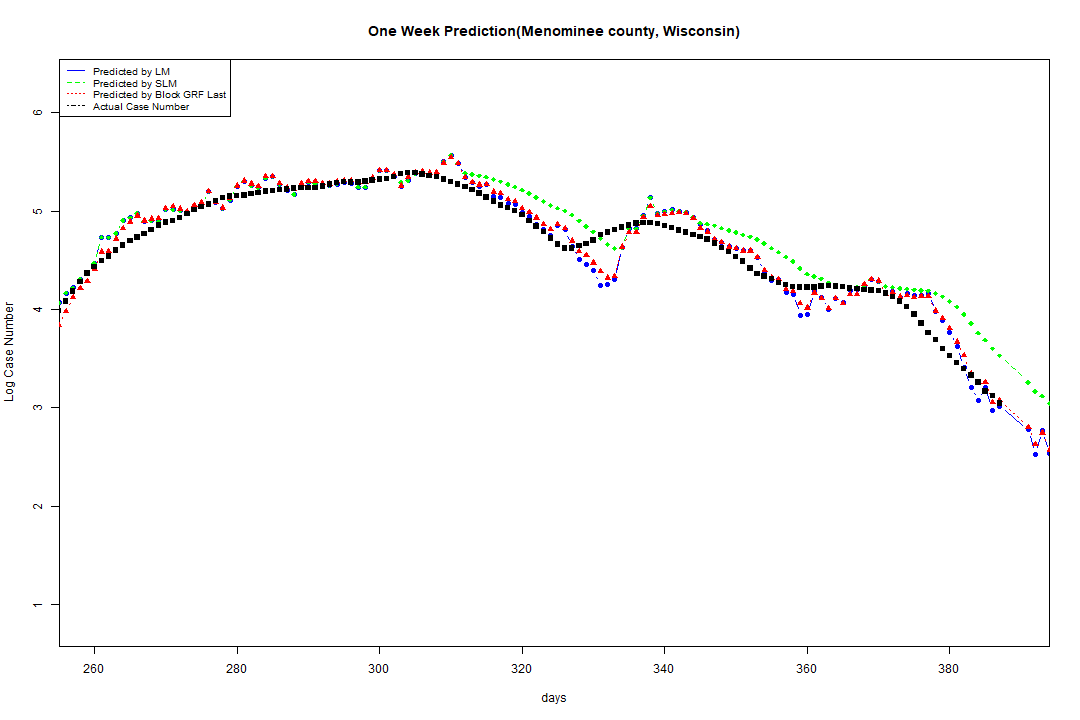 One Week Prediction(Menominee county, Wisconsin)
Predicted by LM
Predicted by SLM
Predicted by Block GRF Last
Actual Case Number
6
5
4
3
2
1
Log Case Number
260 280 300 320 340 360 380
days